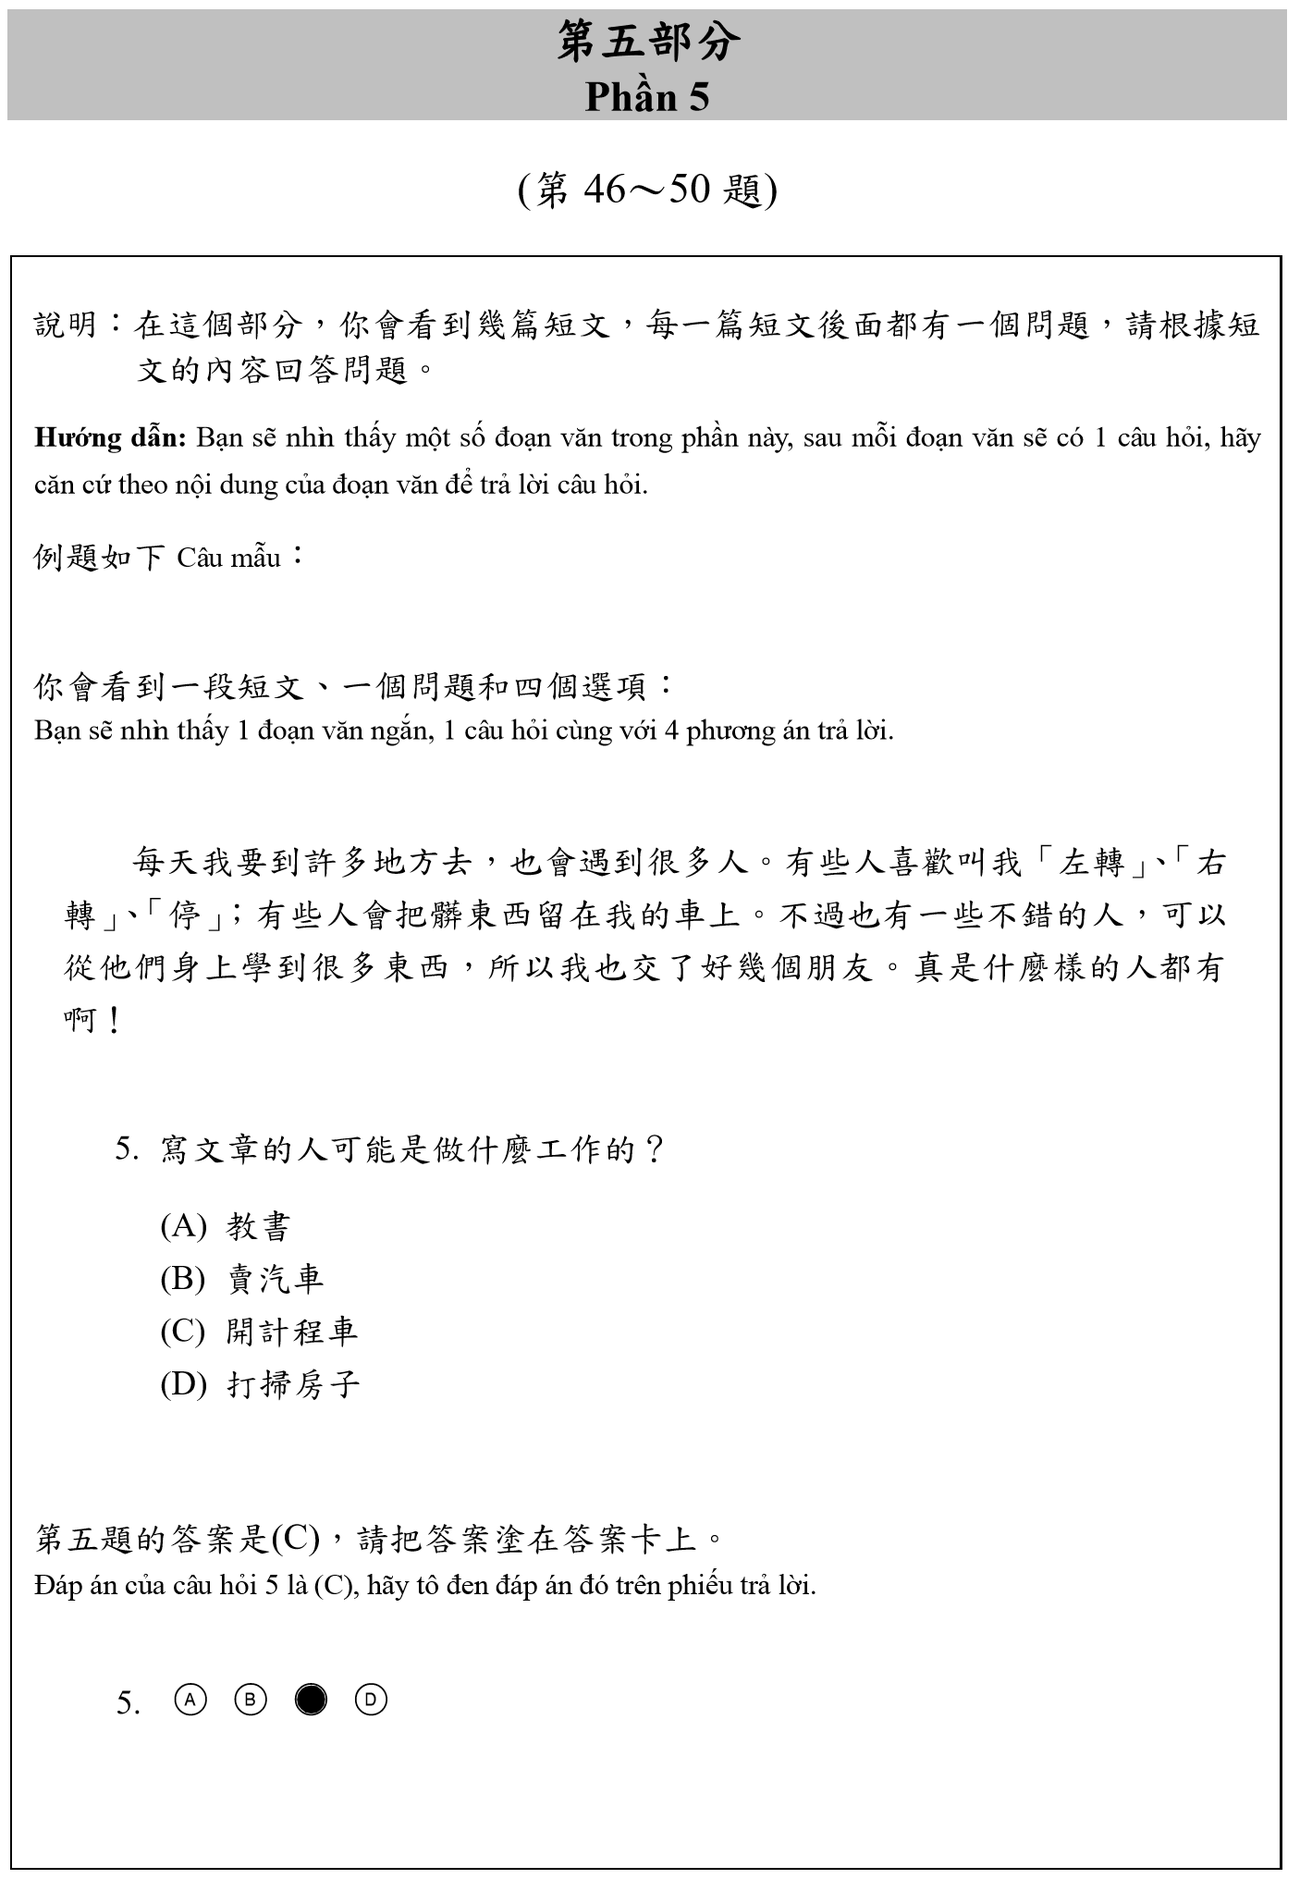 第五部分
Phần 5
(第 46～50 題)
說明：在這個部分，你會看到幾篇短文，每一篇短文後面都有一個問題，請根據短
文的內容回答問題。
Hướng dẫn: Bạn sẽ nhìn thấy một số đoạn văn trong phần này, sau mỗi đoạn văn sẽ có 1 câu hỏi, hãy
căn cứ theo nội dung của đoạn văn để trả lời câu hỏi.
例題如下 Câu mẫu：
你會看到一段短文、一個問題和四個選項：
Bạn sẽ nhìn thấy 1 đoạn văn ngắn, 1 câu hỏi cùng với 4 phương án trả lời.
每天我要到許多地方去，也會遇到很多人。有些人喜歡叫我「左轉」、「右
轉」、「停」；有些人會把髒東西留在我的車上。不過也有一些不錯的人，可以
從他們身上學到很多東西，所以我也交了好幾個朋友。真是什麼樣的人都有
啊！
5. 寫文章的人可能是做什麼工作的？
(A) 教書
(B) 賣汽車
(C) 開計程車
(D) 打掃房子
第五題的答案是(C)，請把答案塗在答案卡上。
Đáp án của câu hỏi 5 là (C), hãy tô đen đáp án đó trên phiếu trả lời.
5. A B D